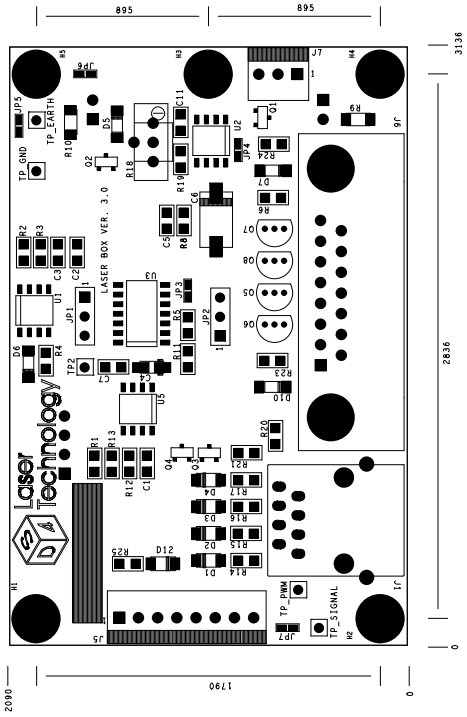 895
895
3136
H5
H3
J7
H4
JP6
1
JP5
TP_EARTH
D5
C11
Q1
R9
J6
R10
U2
R24
JP4
TP_GND
Q2
R18
R19
D7
LASER BOX VER. 3.0
C6
R6
R2
R3
C3
C2
C5
R8
Q7
Q8
U3
JP3
Q5
U1
1
JP1
R5
JP2
Q6
1
D6
R4
TP2
C7
C4
R11
R23
2836
U5
D10
Laser
Technology
R20
R1
R13
R12
C1
Q4
Q3
R21
D4
R17
D3
R16
D2
R15
S
D
4
R25
D12
D1
R14
H1
TP_PWM
J1
J5
1
JP7
TP_SIGNAL
H2
0
2090
1790
0